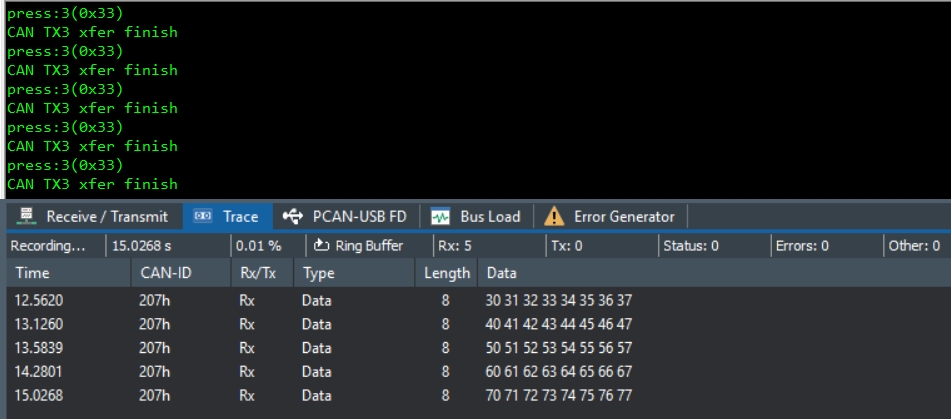 press:3(0x33)
CAN TX3 xfer finish
press:3(0x33)
CAN TX3 xfer finish
press:3(0x33)
CAN TX3 xfer finish
press:3(0x33)
CAN TX3 xfer finish
press:3(0x33)
CAN TX3 xfer finish
Receive / Transmit Trace PCAN-USB FD Bus Load Error Generator
Recording... 15.0268 s 0.01 % Ring Buffer Rx: 5 Tx: 0 Status: 0 Errors: 0 Other: 0
Time CAN-ID Rx/Tx Type Length Data
12.5620 207h Rx Data 8 30 31 32 33 34 35 36 37
13.1260 207h Rx Data 8 40 41 42 43 44 45 46 47
13.5839 207h Rx Data 8 50 51 52 53 54 55 56 57
14.2801 207h Rx Data 8 60 61 62 63 64 65 66 67
15.0268 207h Rx Data 8 70 71 72 73 74 75 76 77